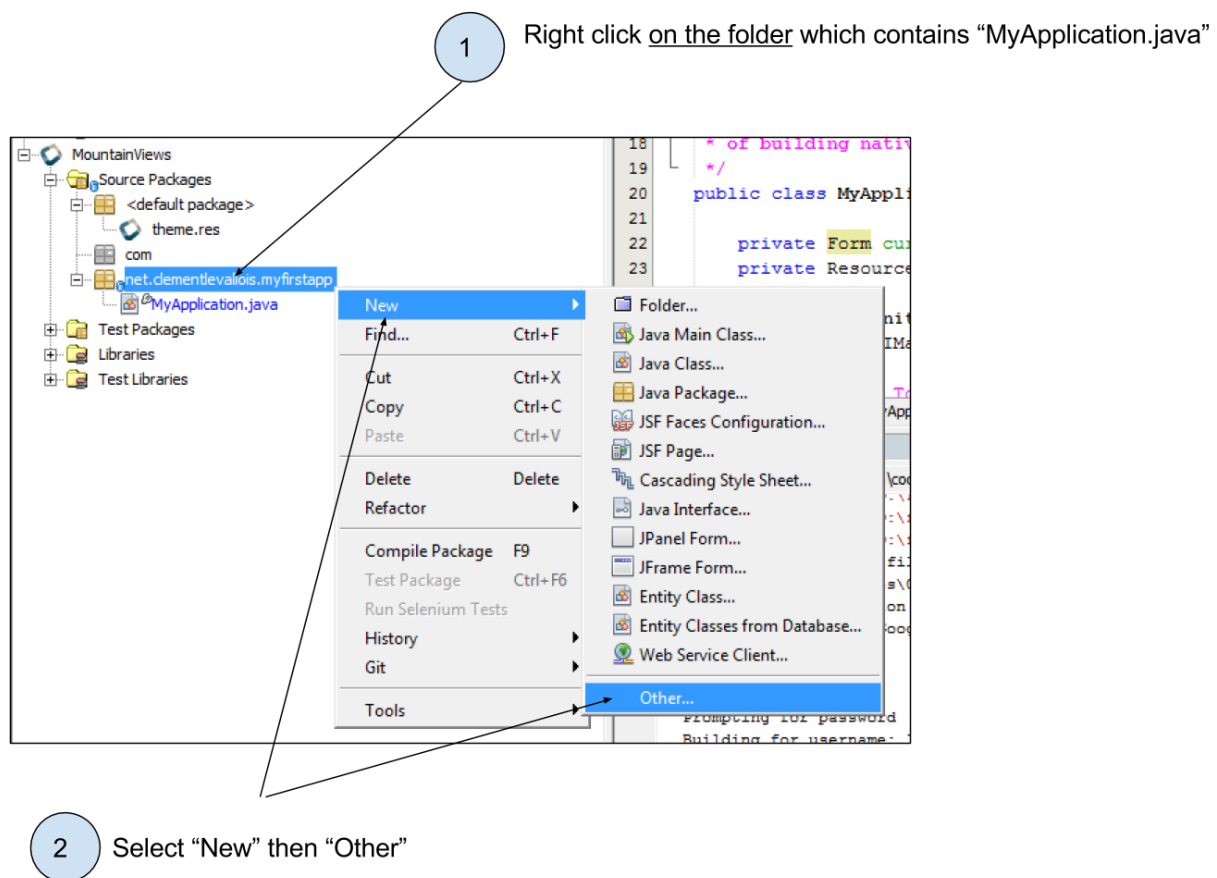 1
Right click on the folder which contains “MyApplication.java”
MountainViews
Source Packages
<default package>
theme.res
com
net.clementlevallois.myfirstapp
MyApplication.java
Test Packages
Libraries
Test Libraries
18 * of building nativ
19 */
20 public class MyAppli
21
22 private Form cur
23 private Resource
New
Find... Ctrl+F
Cut Ctrl+X
Copy Ctrl+C
Paste Ctrl+V
Delete Delete
Refactor
Compile Package F9
Test Package Ctrl+F6
Run Selenium Tests
History
Git
Tools
Folder...
Java Main Class...
Java Class...
Java Package...
JSF Faces Configuration...
JSF Page...
Cascading Style Sheet...
Java Interface...
JPanel Form...
JFrame Form...
Entity Class...
Entity Classes from Database...
Web Service Client...
Other...
Prompting for password
Building for username:
2
Select “New” then “Other”